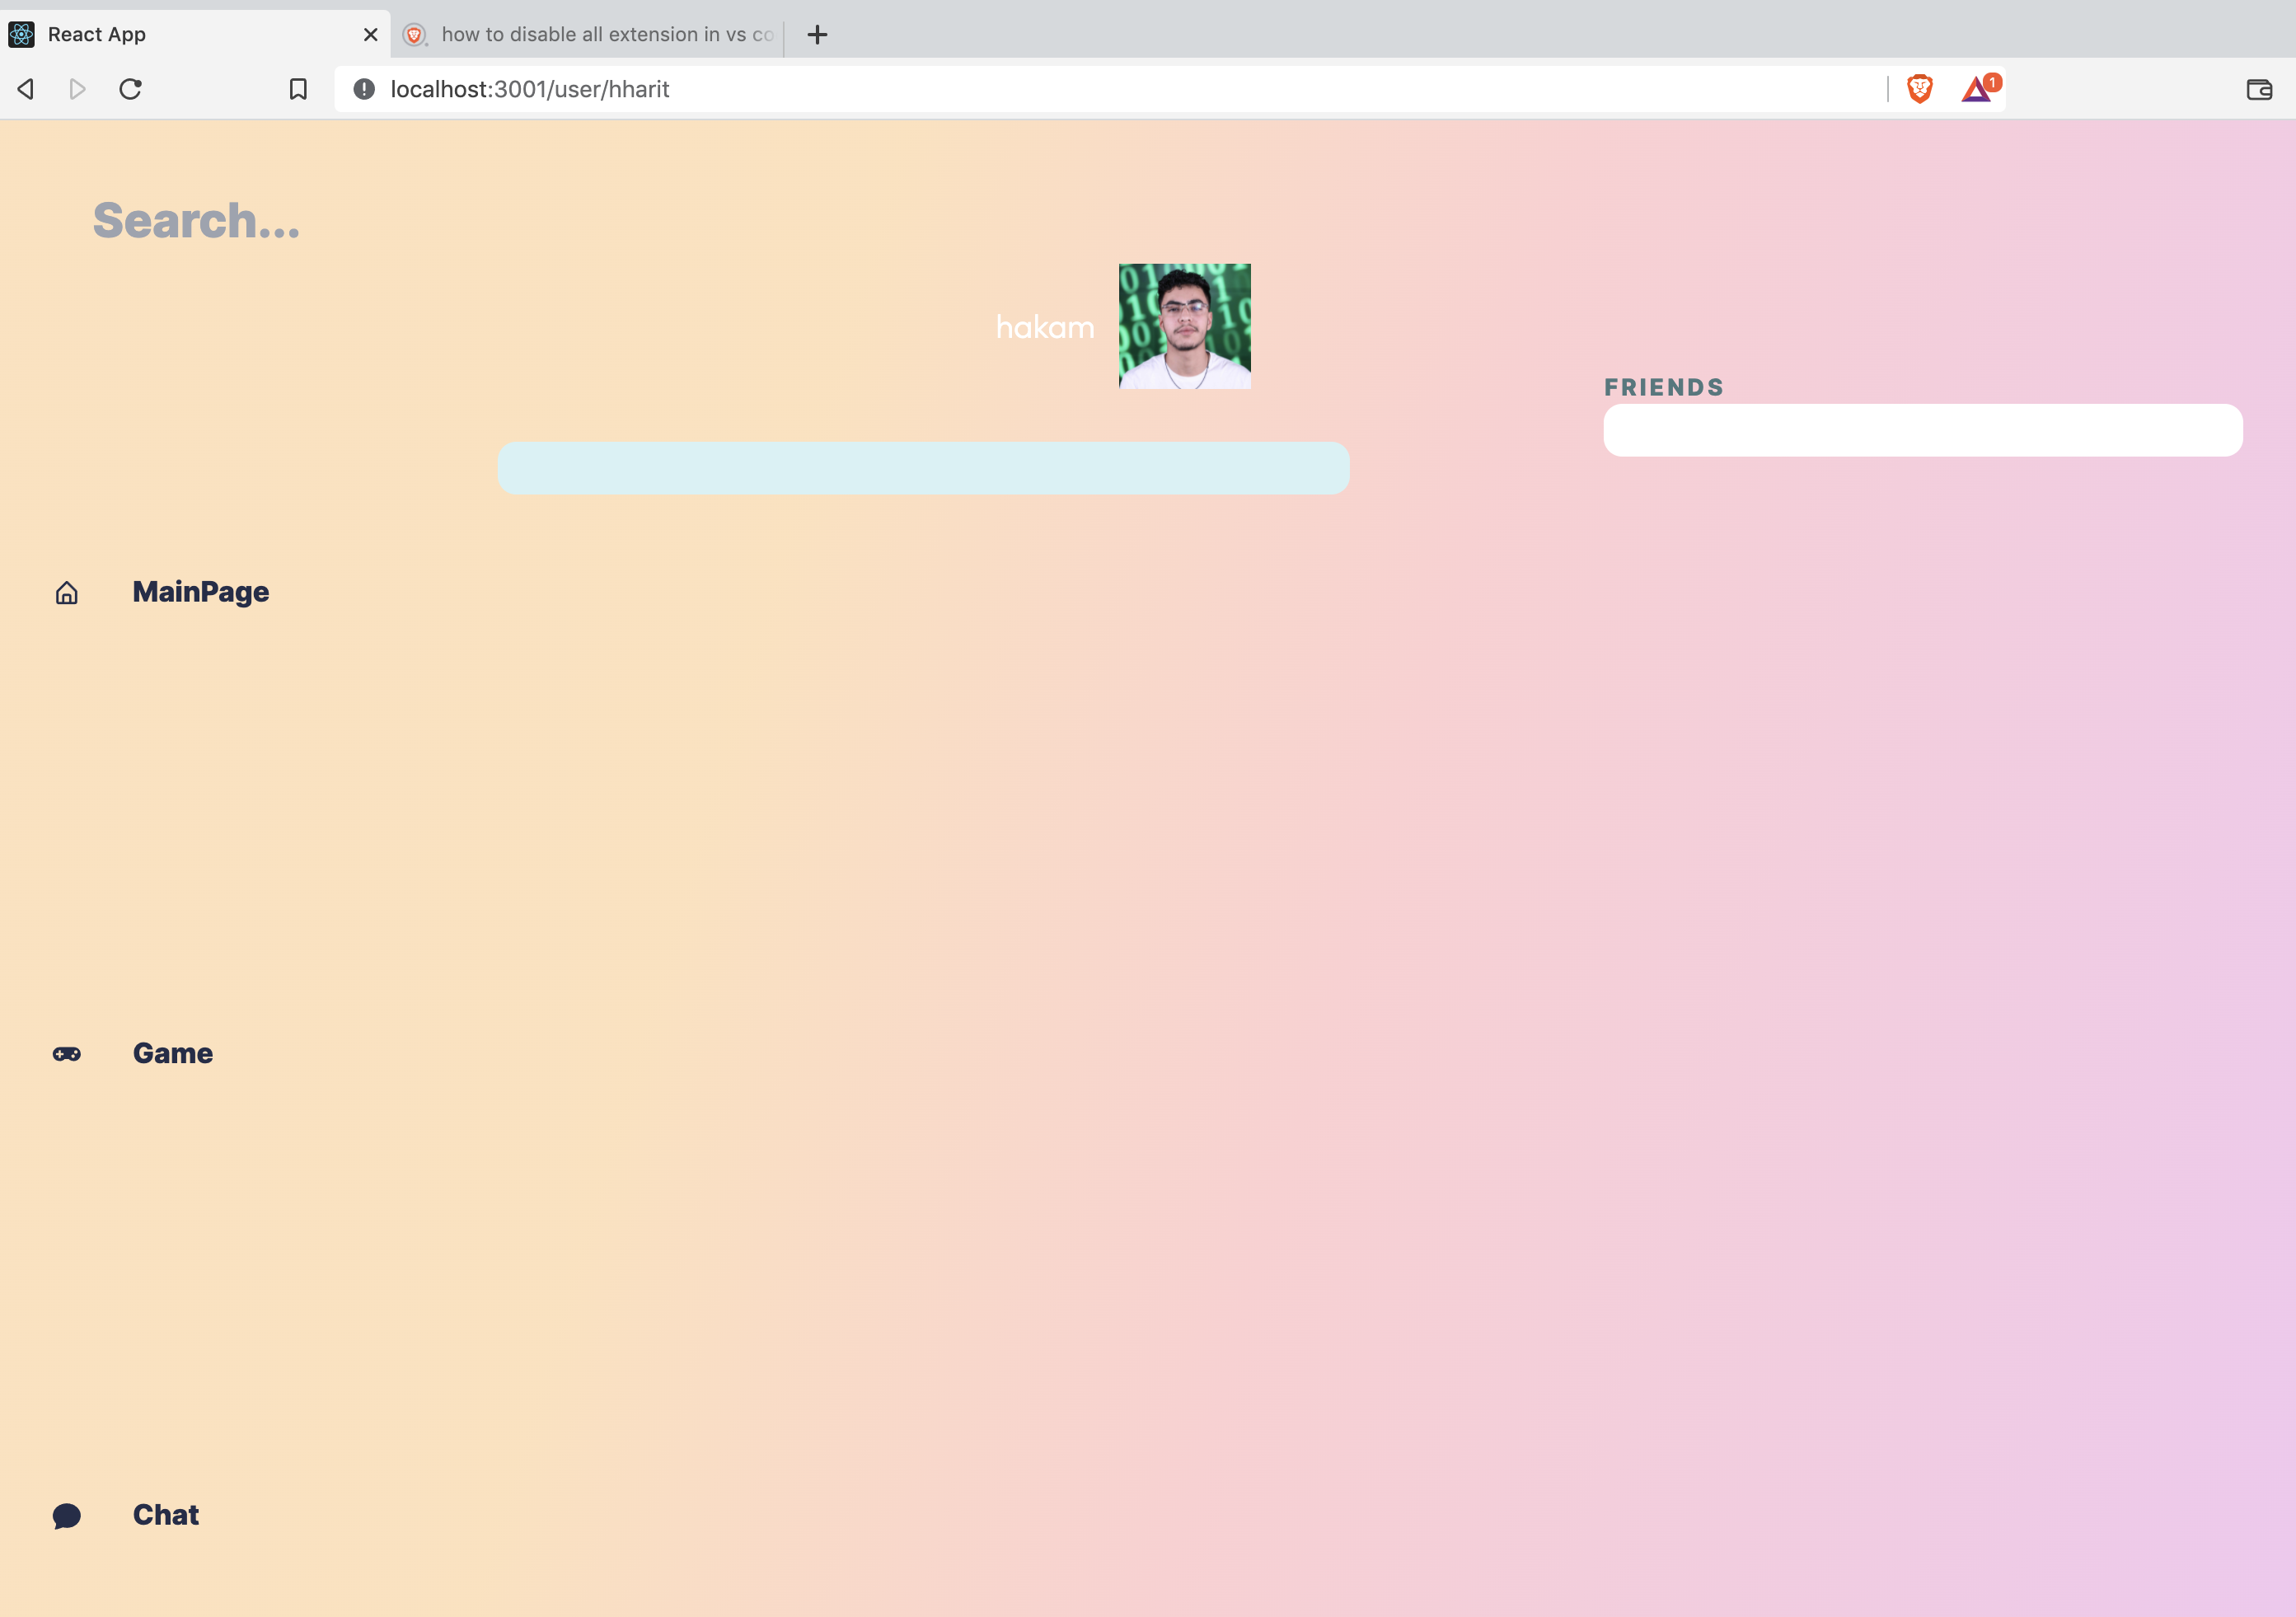 React App
how to disable all extension in vs co
localhost:3001/user/hharit
1
Search...
hakam
FRIENDS
MainPage
Game
Chat